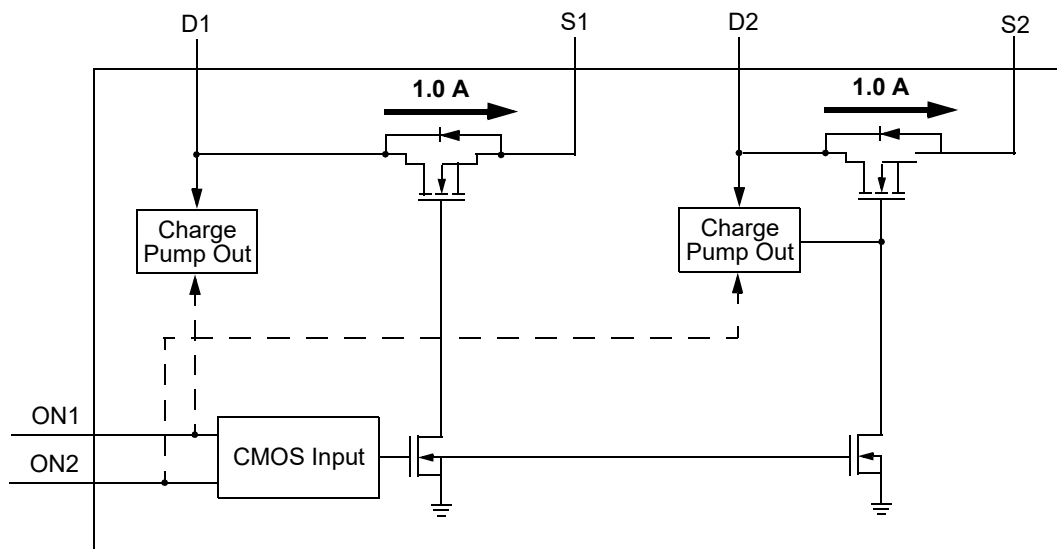 D1
S1
D2
S2
1.0 A
1.0 A
Charge
Pump Out
Charge
Pump Out
ON1
ON2
CMOS Input